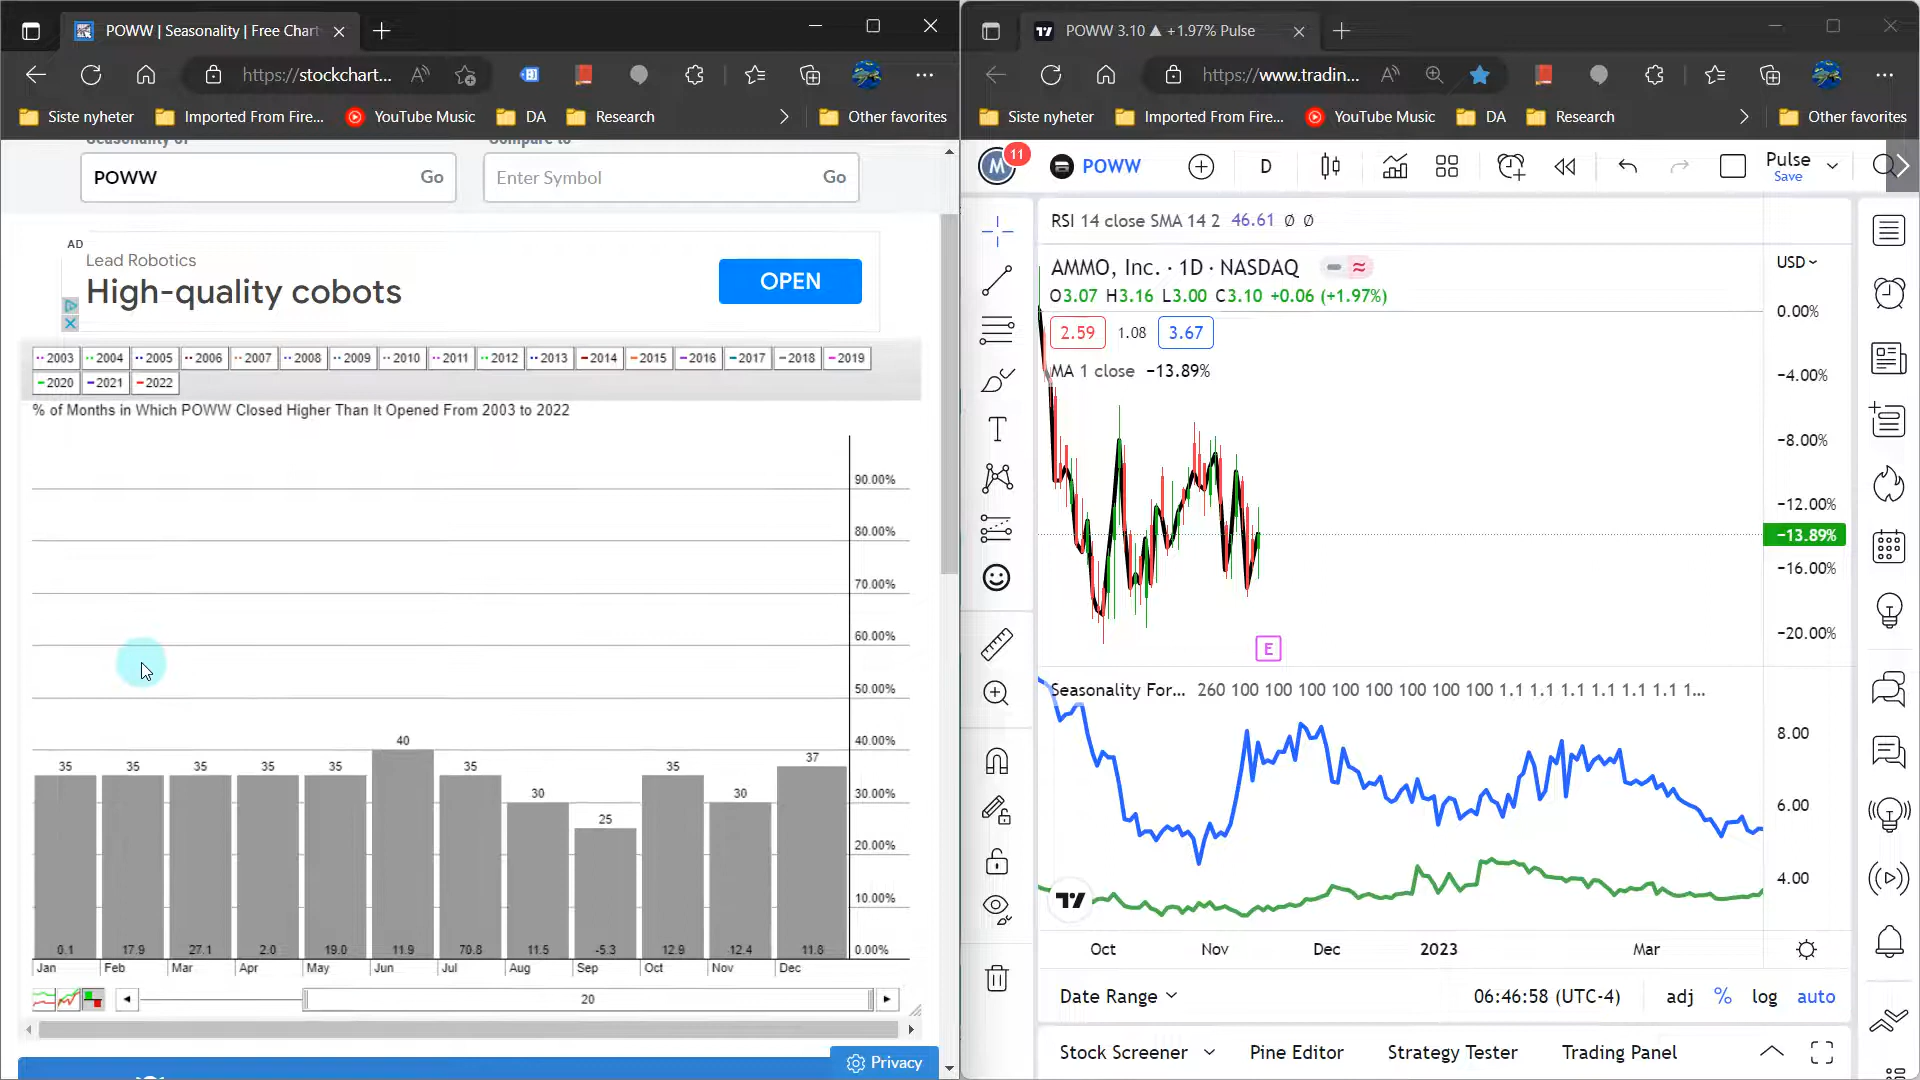 POWW | Seasonality | Free Chart
https://stockchart...
Siste nyheter
Imported From Fire...
YouTube Music
DA
Research
Other favorites
Seasonality of
Compare to
POWW
Go
Enter Symbol
Go
AD
Lead Robotics
High-quality cobots
OPEN
2003 2004 2005 2006 2007 2008 2009 2010 2011 2012 2013 2014 2015 2016 2017 2018 2019
2020 2021 2022
% of Months in Which POWW Closed Higher Than It Opened From 2003 to 2022
90.00%
80.00%
70.00%
60.00%
50.00%
40.00%
30.00%
20.00%
10.00%
0.00%
35 35 35 35 35 40 35 30 25 35 30 37
0.1 17.9 27.1 2.0 19.0 11.9 70.8 11.5 -5.3 12.9 -12.4 11.8
Jan Feb Mar Apr May Jun Jul Aug Sep Oct Nov Dec
20
Privacy
POWW 3.10 ▲ +1.97% Pulse
https://www.tradin...
Siste nyheter
Imported From Fire...
YouTube Music
DA
Research
Other favorites
M
11
POWW
D
Pulse
Save
RSI 14 close SMA 14 2 46.61 Ø Ø
AMMO, Inc. · 1D · NASDAQ
O3.07 H3.16 L3.00 C3.10 +0.06 (+1.97%)
2.59 1.08 3.67
MA 1 close −13.89%
USD
0.00%
−4.00%
−8.00%
−12.00%
−13.89%
−16.00%
−20.00%
E
Seasonality For... 260 100 100 100 100 100 100 100 100 1.1 1.1 1.1 1.1 1.1 1.1 1...
8.00
6.00
4.00
Oct Nov Dec 2023 Mar
Date Range
06:46:58 (UTC-4)
adj % log auto
Stock Screener
Pine Editor
Strategy Tester
Trading Panel